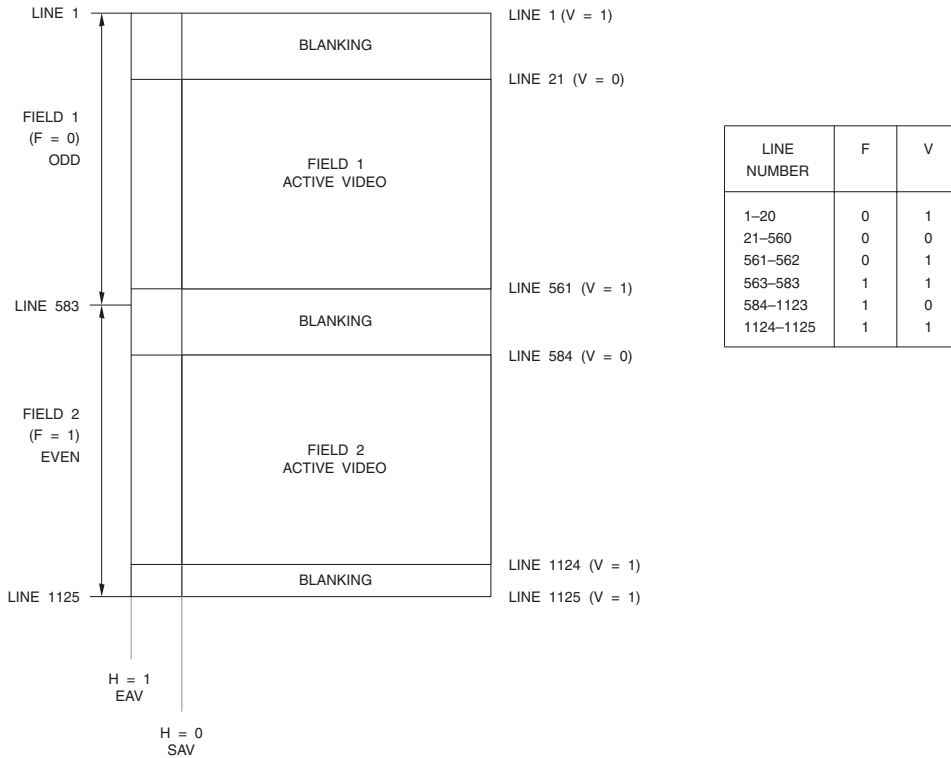 LINE 1
FIELD 1
(F = 0)
ODD
LINE 583
FIELD 2
(F = 1)
EVEN
LINE 1125
BLANKING
FIELD 1
ACTIVE VIDEO
BLANKING
FIELD 2
ACTIVE VIDEO
BLANKING
LINE 1 (V = 1)
LINE 21 (V = 0)
LINE 561 (V = 1)
LINE 584 (V = 0)
LINE 1124 (V = 1)
LINE 1125 (V = 1)
H = 1
EAV
H = 0
SAV
LINE NUMBER F V
1–20 0 1
21–560 0 0
561–562 0 1
563–583 1 1
584–1123 1 0
1124–1125 1 1